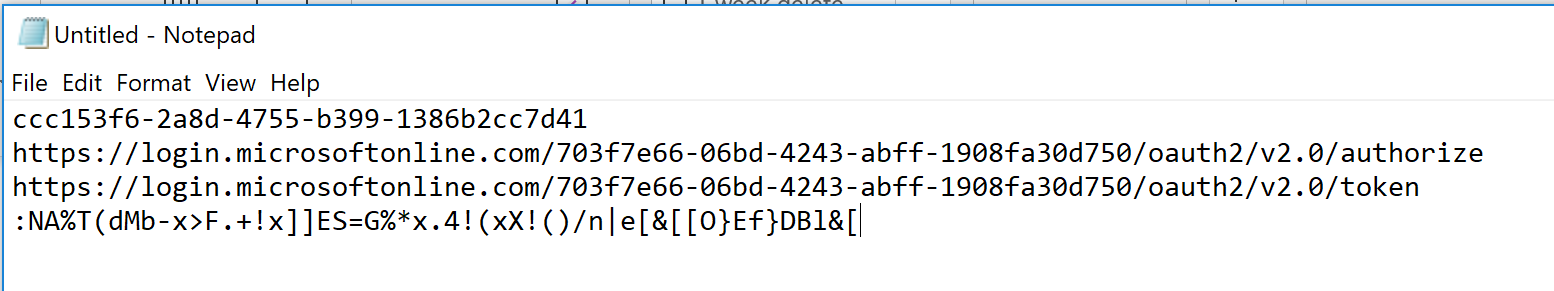 Untitled - Notepad
File Edit Format View Help
ccc153f6-2a8d-4755-b399-1386b2cc7d41
https://login.microsoftonline.com/703f7e66-06bd-4243-abff-1908fa30d750/oauth2/v2.0/authorize
https://login.microsoftonline.com/703f7e66-06bd-4243-abff-1908fa30d750/oauth2/v2.0/token
:NA%T(dMb-x>F.+!x]]ES=G%*x.4!(xX!()/n|e[&[[O}Ef}DBl&[